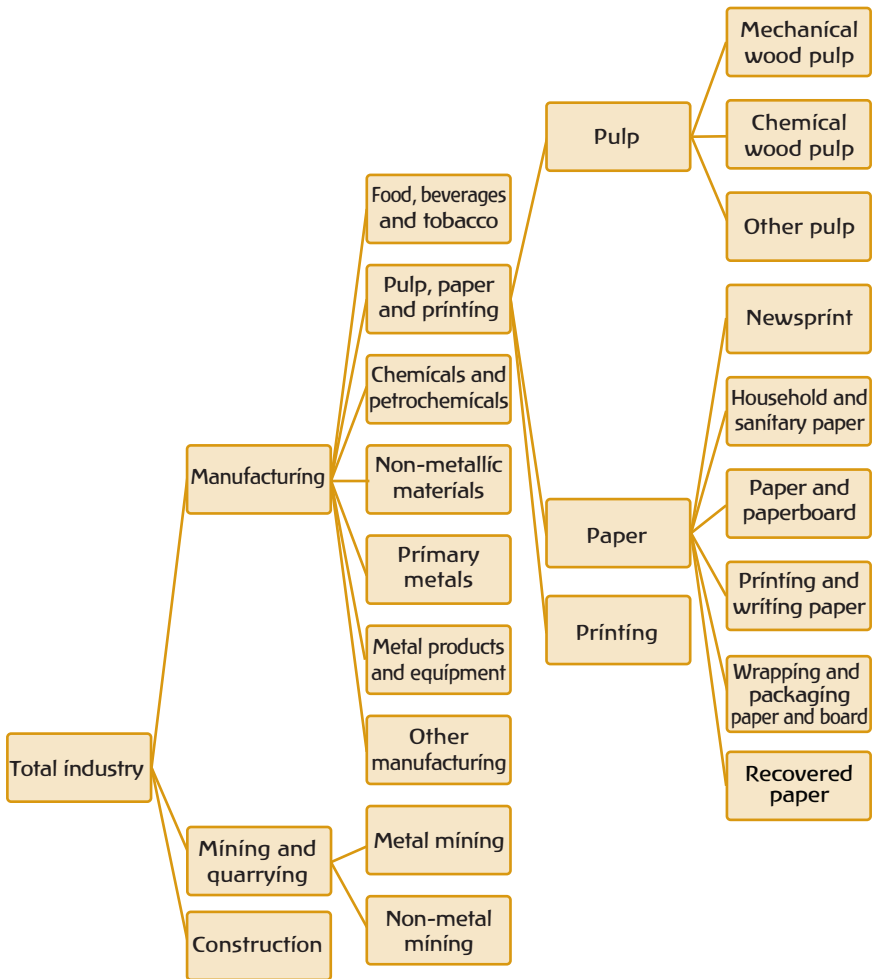 Total industry
Manufacturing
Mining and
quarrying
Construction
Food, beverages
and tobacco
Pulp, paper
and printing
Chemicals and
petrochemicals
Non-metallic
materials
Primary
metals
Metal products
and equipment
Other
manufacturing
Metal mining
Non-metal
mining
Pulp
Paper
Printing
Mechanical
wood pulp
Chemical
wood pulp
Other pulp
Newsprint
Household and
sanitary paper
Paper and
paperboard
Printing and
writing paper
Wrapping and
packaging
paper and board
Recovered
paper